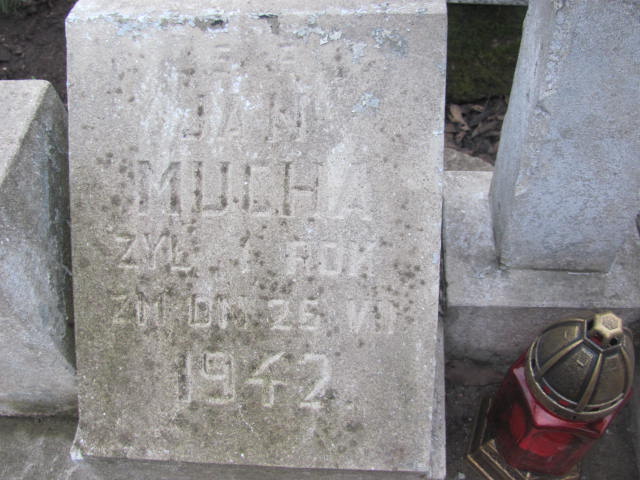 JAN
MUCHA
ŻYŁ 1 ROK
ZM DN 25 VII
1942.